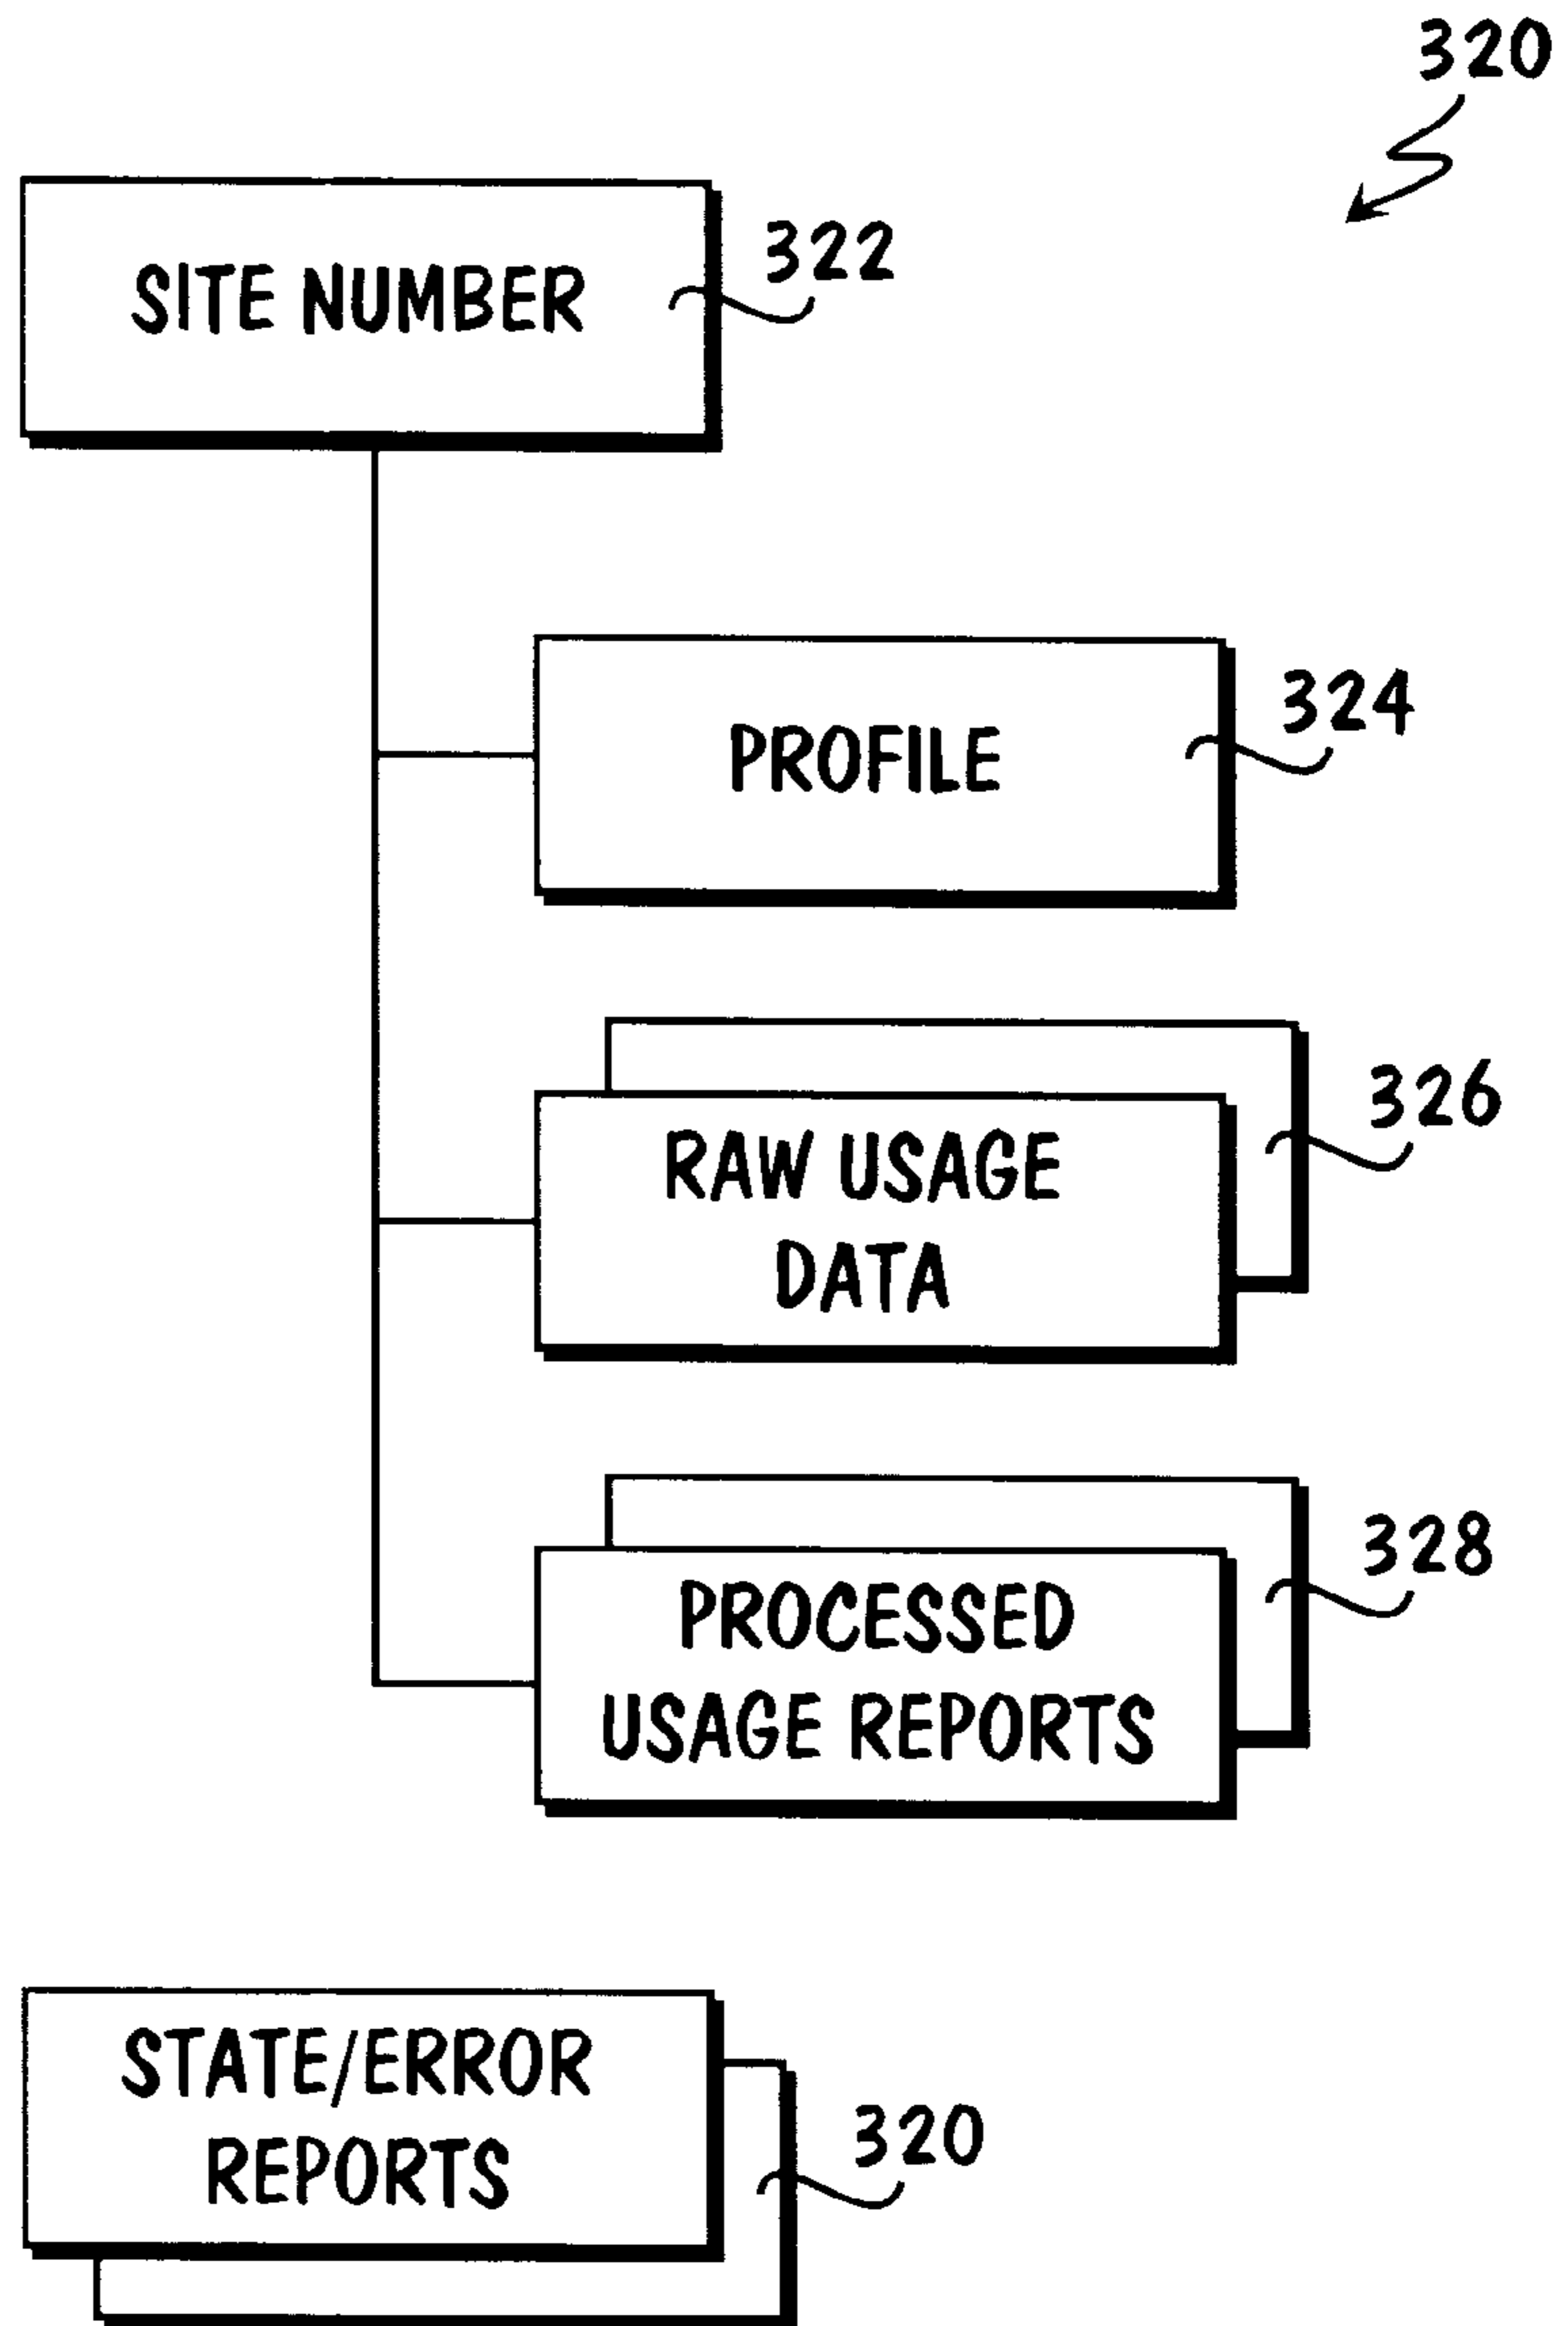 320
SITE NUMBER
322
PROFILE
324
RAW USAGE
DATA
326
PROCESSED
USAGE REPORTS
328
STATE/ERROR
REPORTS
320